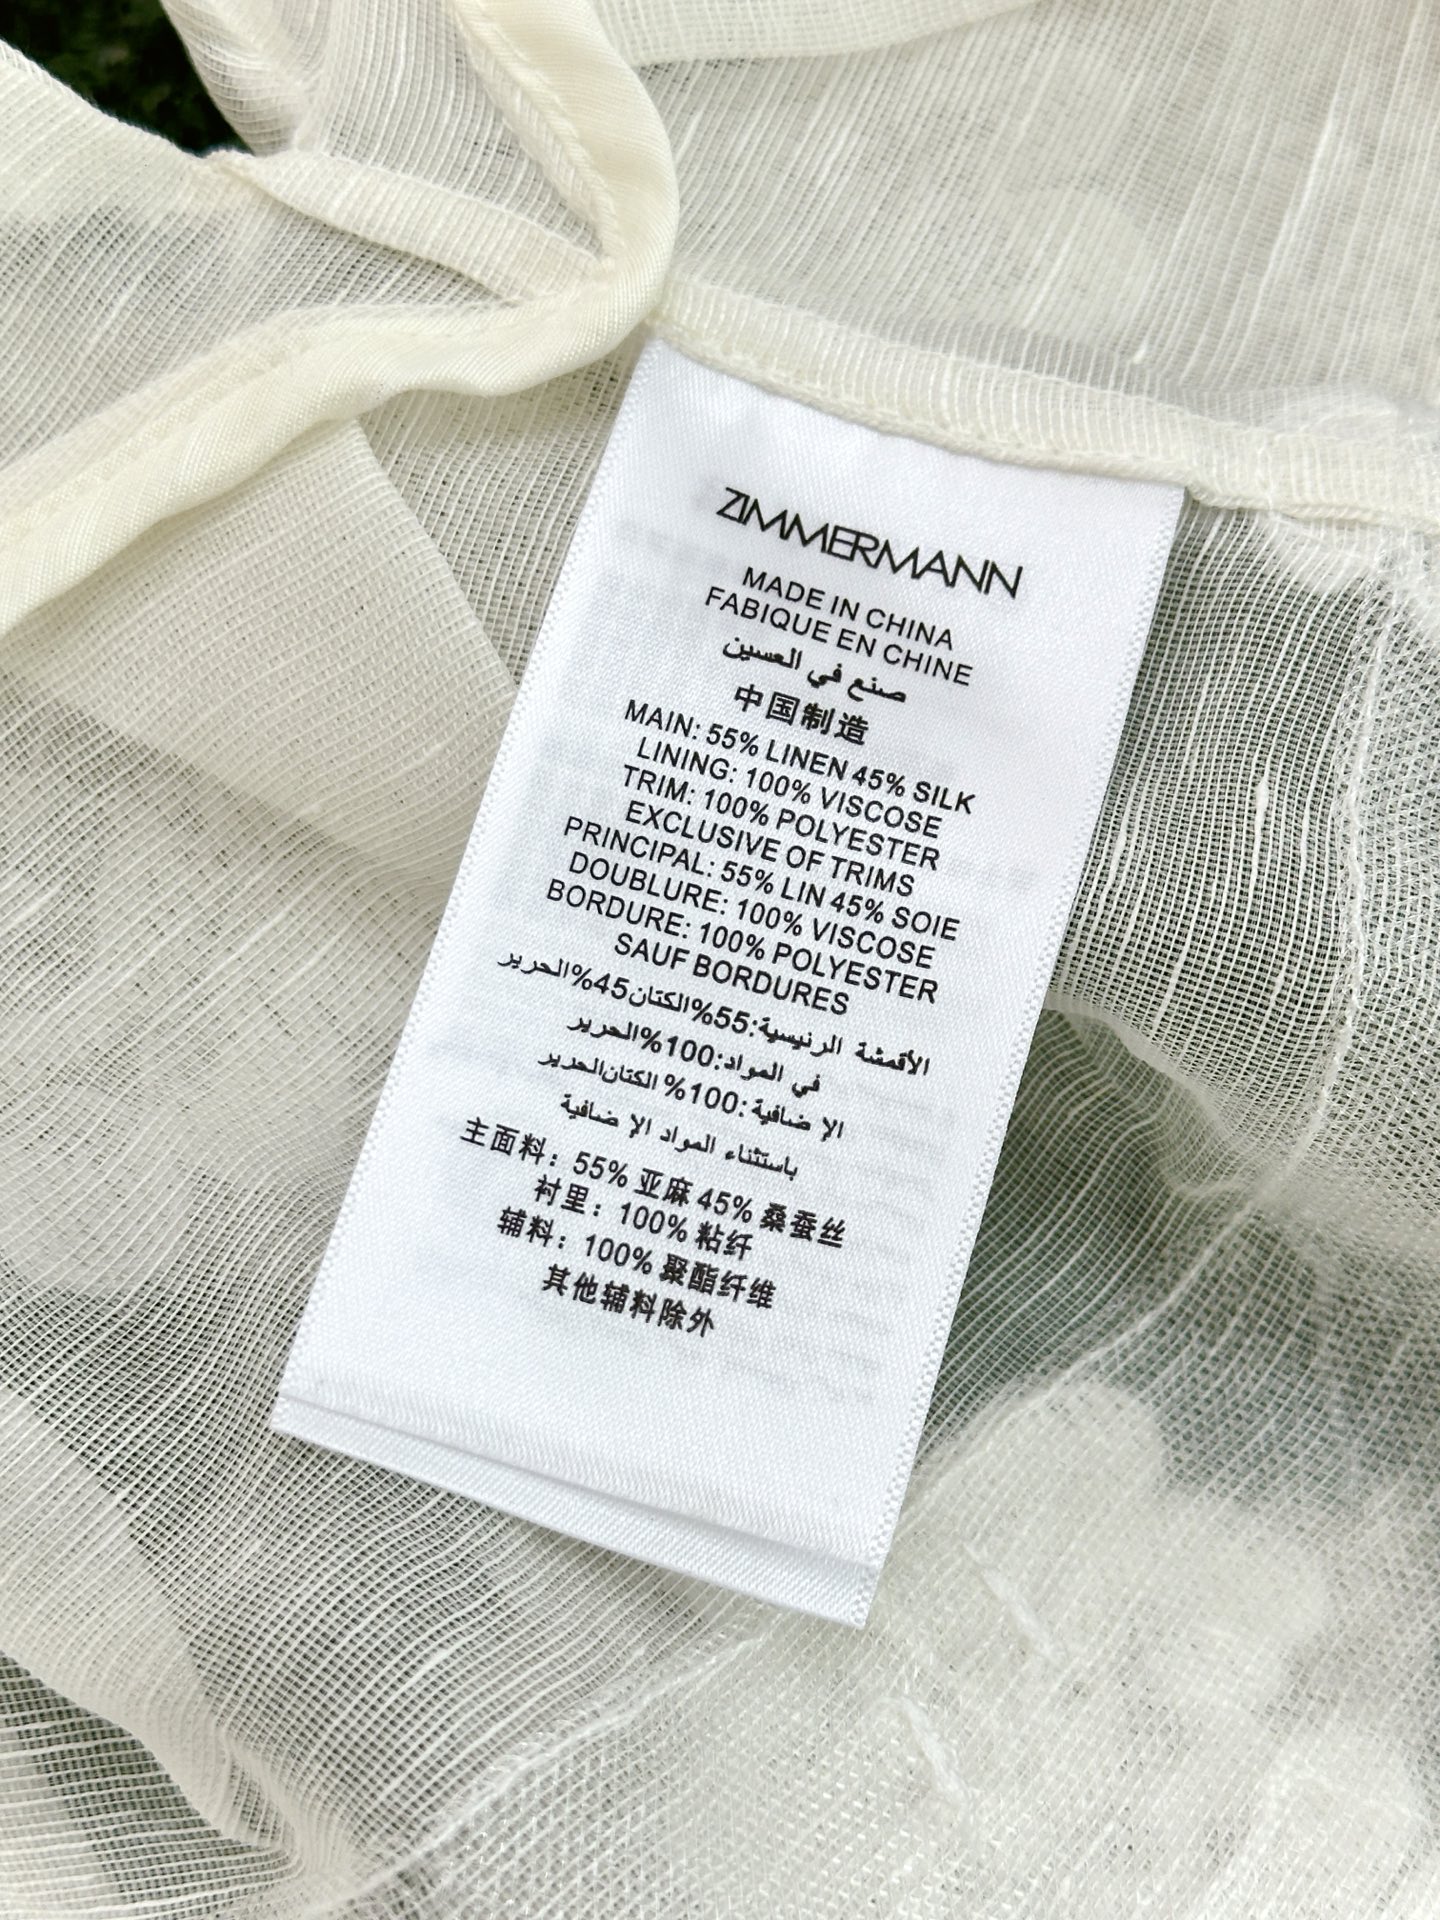 ZIMMERMANN
MADE IN CHINA
FABIQUE EN CHINE
صنع في العسين
中国制造
MAIN: 55% LINEN 45% SILK
LINING: 100% VISCOSE
TRIM: 100% POLYESTER
EXCLUSIVE OF TRIMS
PRINCIPAL: 55% LIN 45% SOIE
DOUBLURE: 100% VISCOSE
BORDURE: 100% POLYESTER
SAUF BORDURES
الأقمشة الرئيسية:55%الكتان45%الحرير
في المواد:100%الحرير
الإ ضافية:100% الكتانالحرير
باستثناء المواد الإ ضافية
主面料：55% 亚麻 45% 桑蚕丝
衬里：100% 粘纤
辅料：100% 聚酯纤维
其他辅料除外